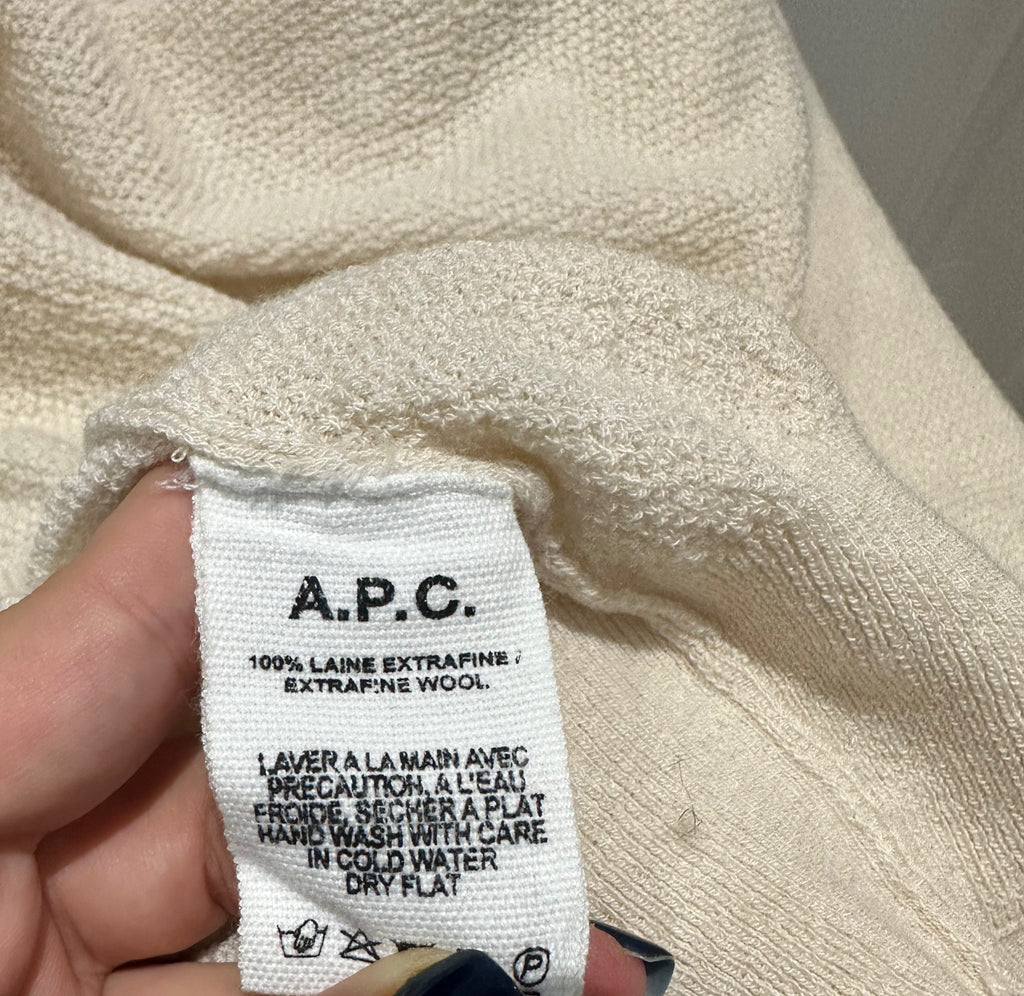 A.P.C.
100% LAINE EXTRAFINE /
EXTRAFINE WOOL.
LAVER A LA MAIN AVEC
PRECAUTION, A L'EAU
FROIDE, SECHER A PLAT
HAND WASH WITH CARE
IN COLD WATER
DRY FLAT
P